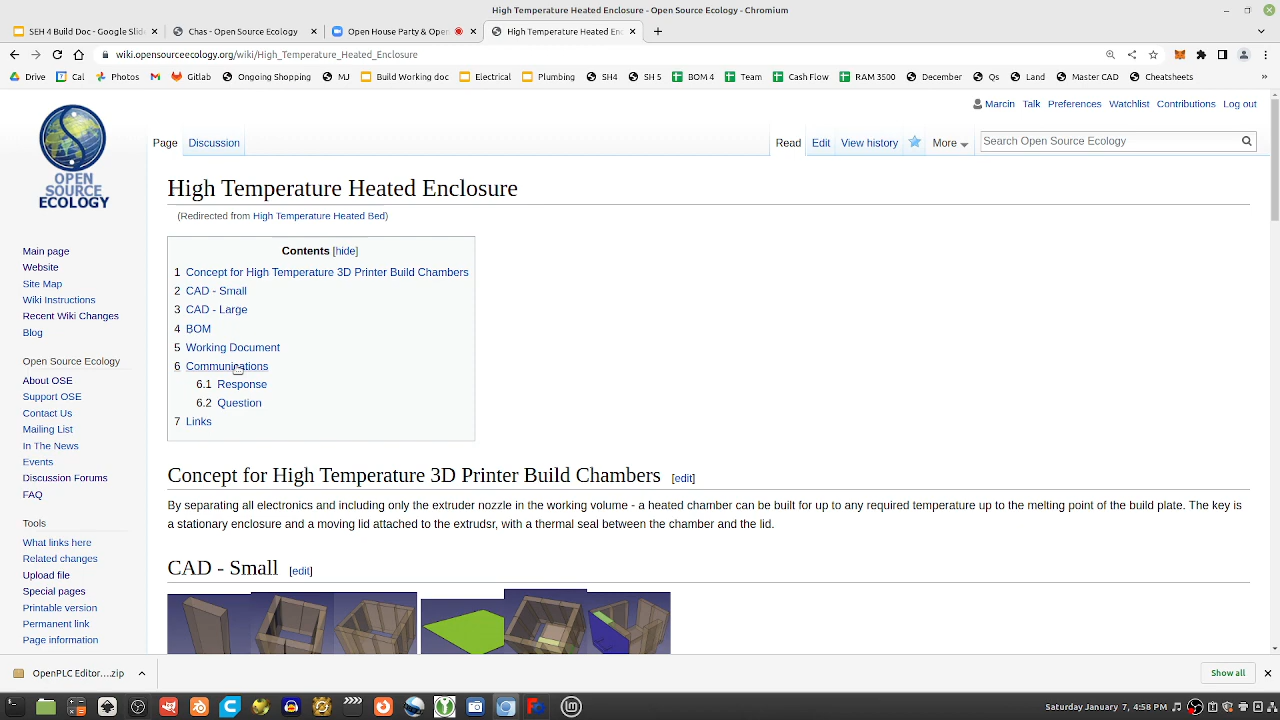 High Temperature Heated Enclosure - Open Source Ecology - Chromium
SEH 4 Build Doc - Google Slid
Chas - Open Source Ecology
Open House Party & Open
High Temperature Heated Enc
wiki.opensourceecology.org/wiki/High_Temperature_Heated_Enclosure
Drive
Cal
Photos
Gitlab
Ongoing Shopping
MJ
Build Working doc
Electrical
Plumbing
SH4
SH 5
BOM 4
Team
Cash Flow
RAM 3500
December
Qs
Land
Master CAD
Cheatsheets
»
Marcin Talk Preferences Watchlist Contributions Log out
Page Discussion Read Edit View history More Search Open Source Ecology
OPEN
SOURCE
ECOLOGY
Main page
Website
Site Map
Wiki Instructions
Recent Wiki Changes
Blog
Open Source Ecology
About OSE
Support OSE
Contact Us
Mailing List
In The News
Events
Discussion Forums
FAQ
Tools
What links here
Related changes
Upload file
Special pages
Printable version
Permanent link
Page information
High Temperature Heated Enclosure
(Redirected from High Temperature Heated Bed)
Contents [hide]
1 Concept for High Temperature 3D Printer Build Chambers
2 CAD - Small
3 CAD - Large
4 BOM
5 Working Document
6 Communications
6.1 Response
6.2 Question
7 Links
Concept for High Temperature 3D Printer Build Chambers [edit]
By separating all electronics and including only the extruder nozzle in the working volume - a heated chamber can be built for up to any required temperature up to the melting point of the build plate. The key is
a stationary enclosure and a moving lid attached to the extrudsr, with a thermal seal between the chamber and the lid.
CAD - Small [edit]
OpenPLC Editor....zip
Show all
Saturday January 7, 4:58 PM